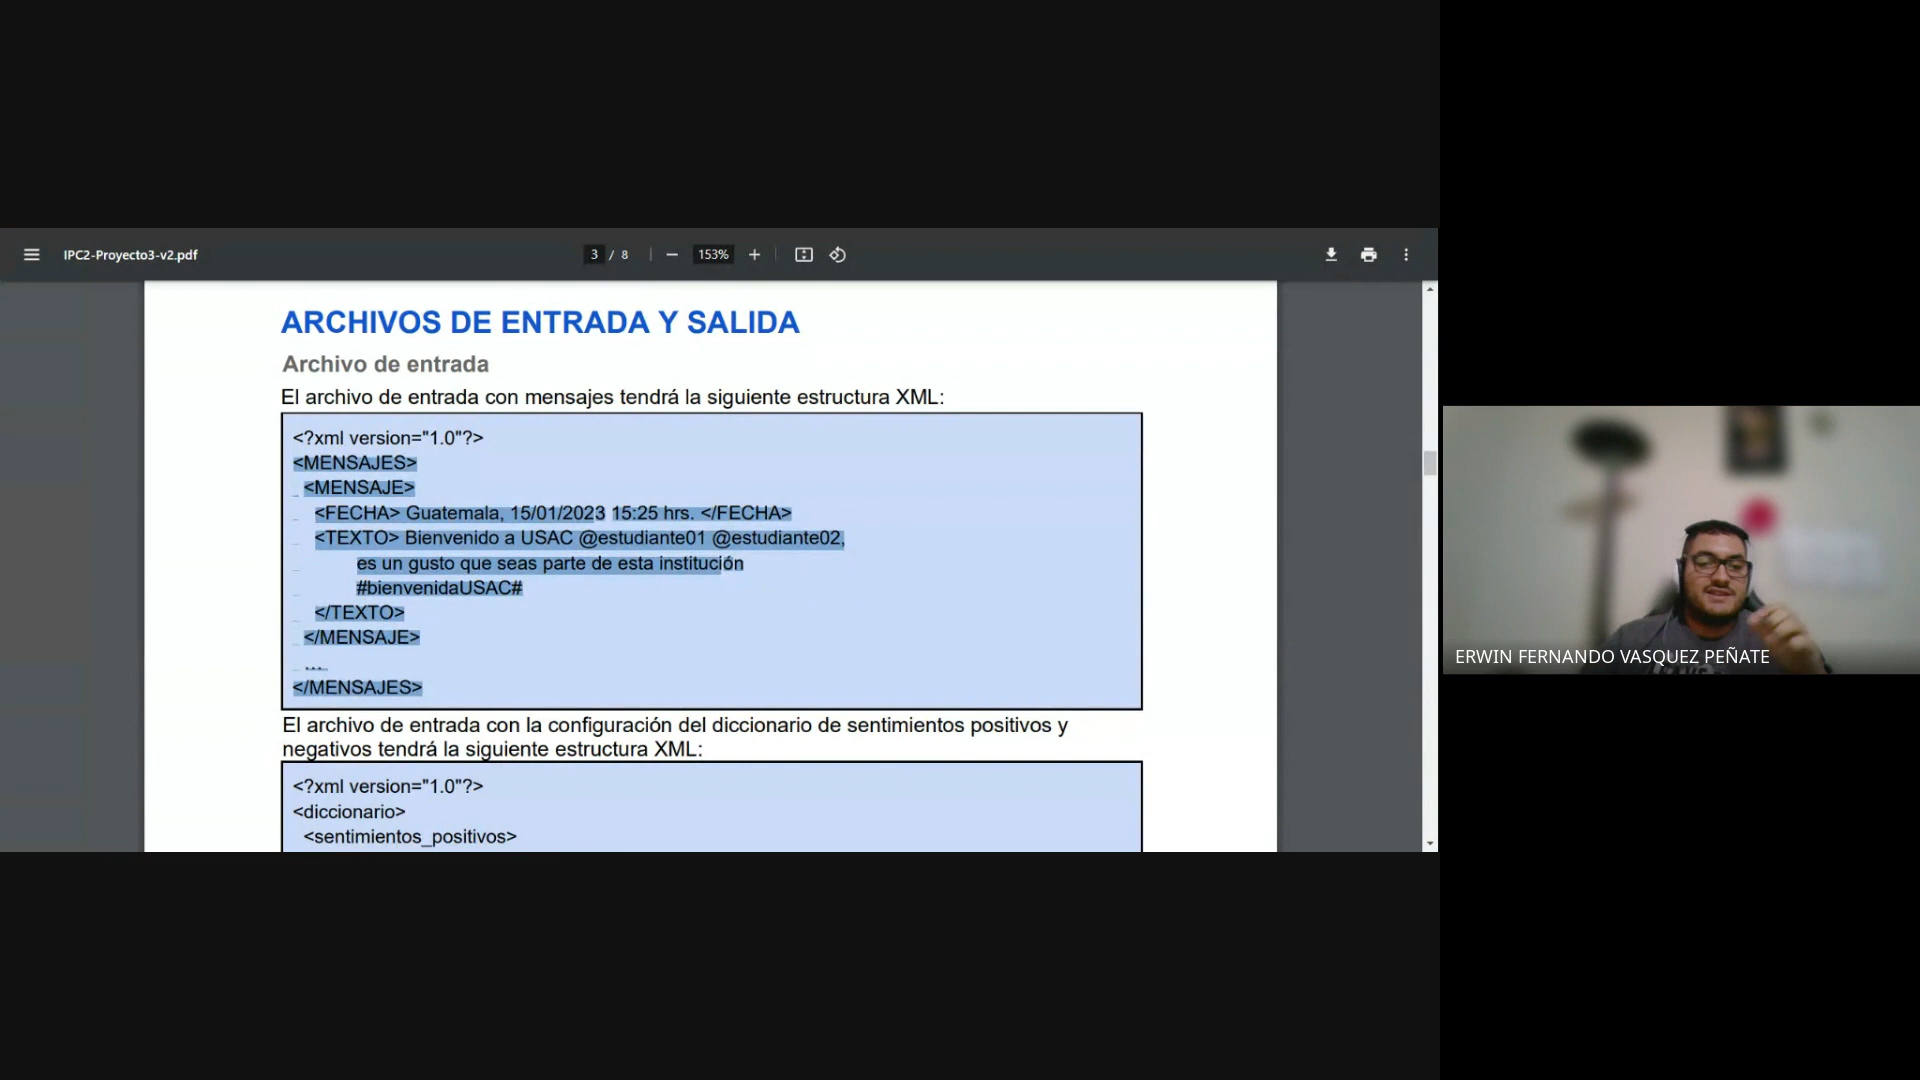 IPC2-Proyecto3-v2.pdf
3 / 8
153%
ARCHIVOS DE ENTRADA Y SALIDA
Archivo de entrada
El archivo de entrada con mensajes tendrá la siguiente estructura XML:
<?xml version="1.0"?>
<MENSAJES>
<MENSAJE>
<FECHA> Guatemala, 15/01/2023 15:25 hrs. </FECHA>
<TEXTO> Bienvenido a USAC @estudiante01 @estudiante02,
es un gusto que seas parte de esta institución
#bienvenidaUSAC#
</TEXTO>
</MENSAJE>
...
</MENSAJES>
El archivo de entrada con la configuración del diccionario de sentimientos positivos y
negativos tendrá la siguiente estructura XML:
<?xml version="1.0"?>
<diccionario>
<sentimientos_positivos>
ERWIN FERNANDO VASQUEZ PEÑATE